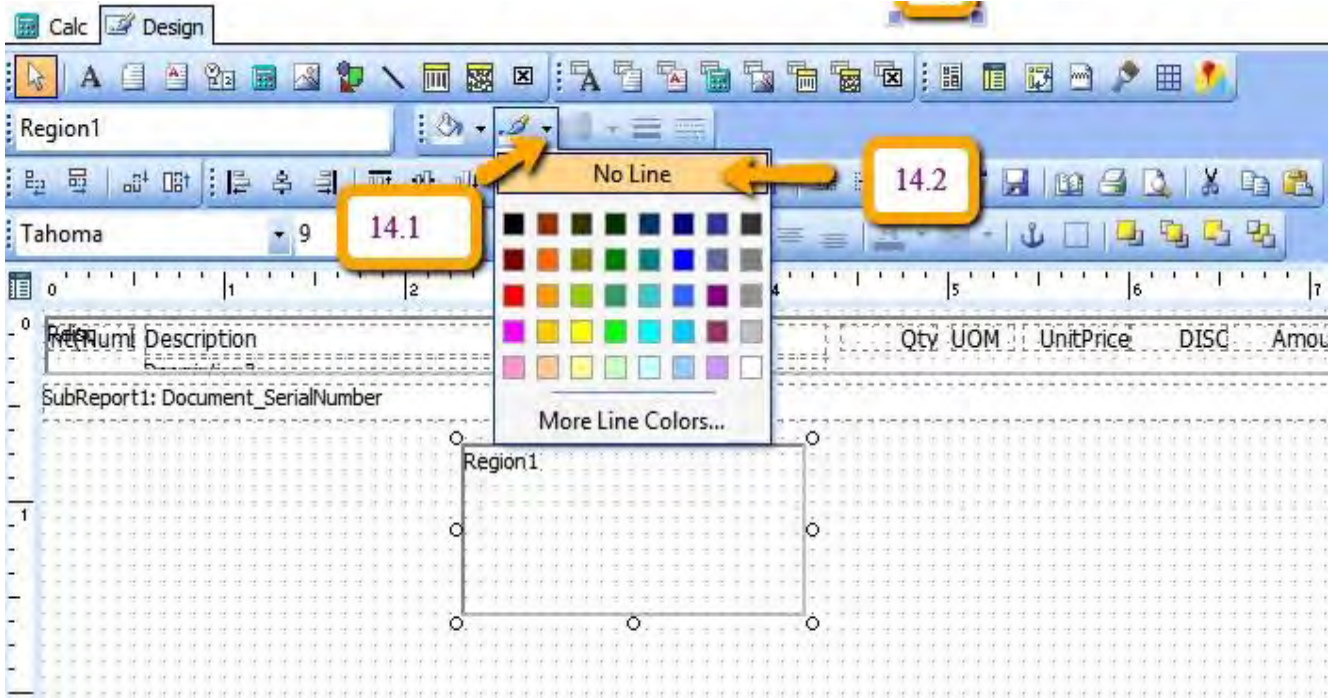 Calc Design
Region1
No Line
14.2
Tahoma 9
14.1
0 1 2 4 5 6 7
0
Description Qty UOM UnitPrice DISC Amou
SubReport1: Document_SerialNumber
More Line Colors...
Region1
1